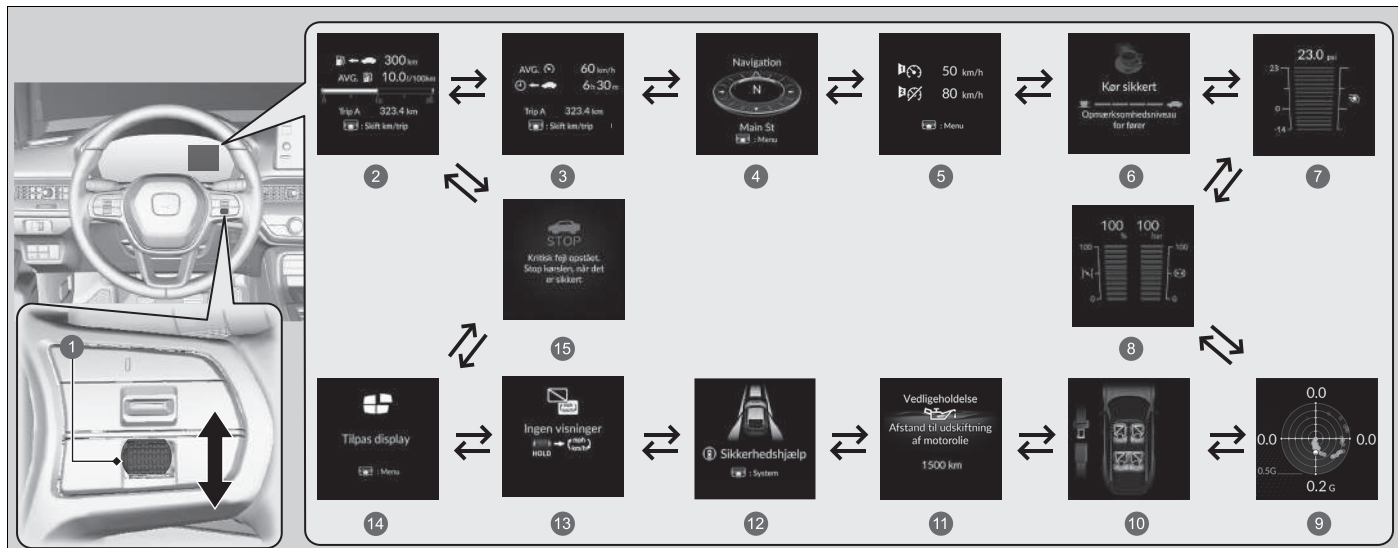 300 km
AVG. 10.0 l/100km
Trip A 323.4 km
: Skift km/trip
2
AVG. 60 km/h
6h 30m
Trip A 323.4 km
: Skift km/trip
3
Navigation
N
Main St
: Menu
4
50 km/h
80 km/h
: Menu
5
Kør sikkert
Opmærksomhedsniveau
for fører
6
23.0 psi
23
0
-14
7
STOP
Kritisk fejl opstået.
Stop kørslen, når det
er sikkert
15
100 100
%
100 100
0 0
8
1
Tilpas display
: Menu
14
mph
km/h
Ingen visninger
HOLD mph
km/h
13
Sikkerhedshjælp
: System
12
Vedligeholdelse
Afstand til udskiftning
af motorolie
1500 km
11
10
0.0
0.0 0.0
0.5G
0.2 G
9